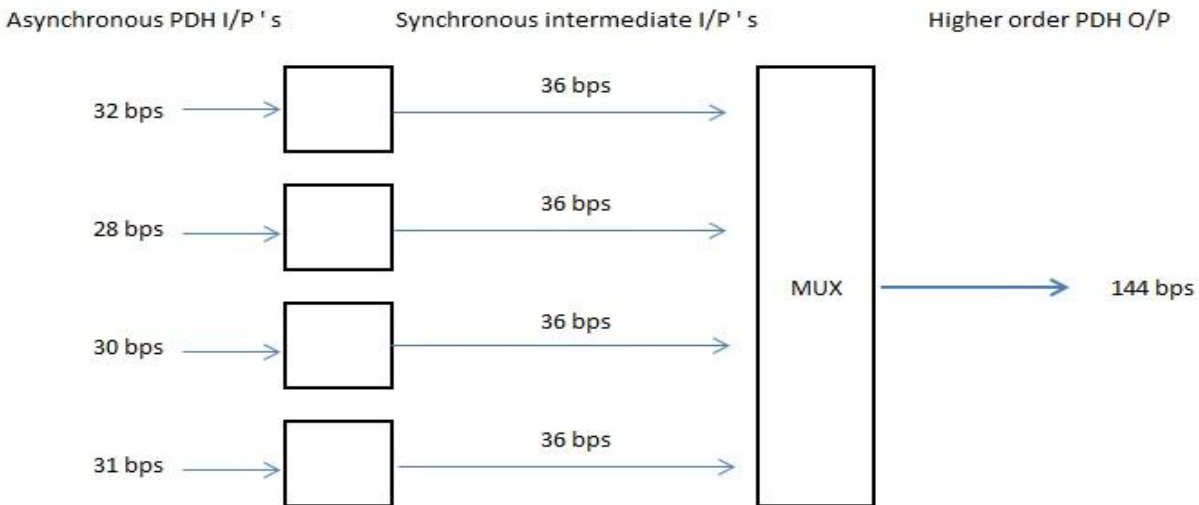 Asynchronous PDH I/P ' s
Synchronous intermediate I/P ' s
Higher order PDH O/P
32 bps
36 bps
28 bps
36 bps
MUX
144 bps
30 bps
36 bps
31 bps
36 bps